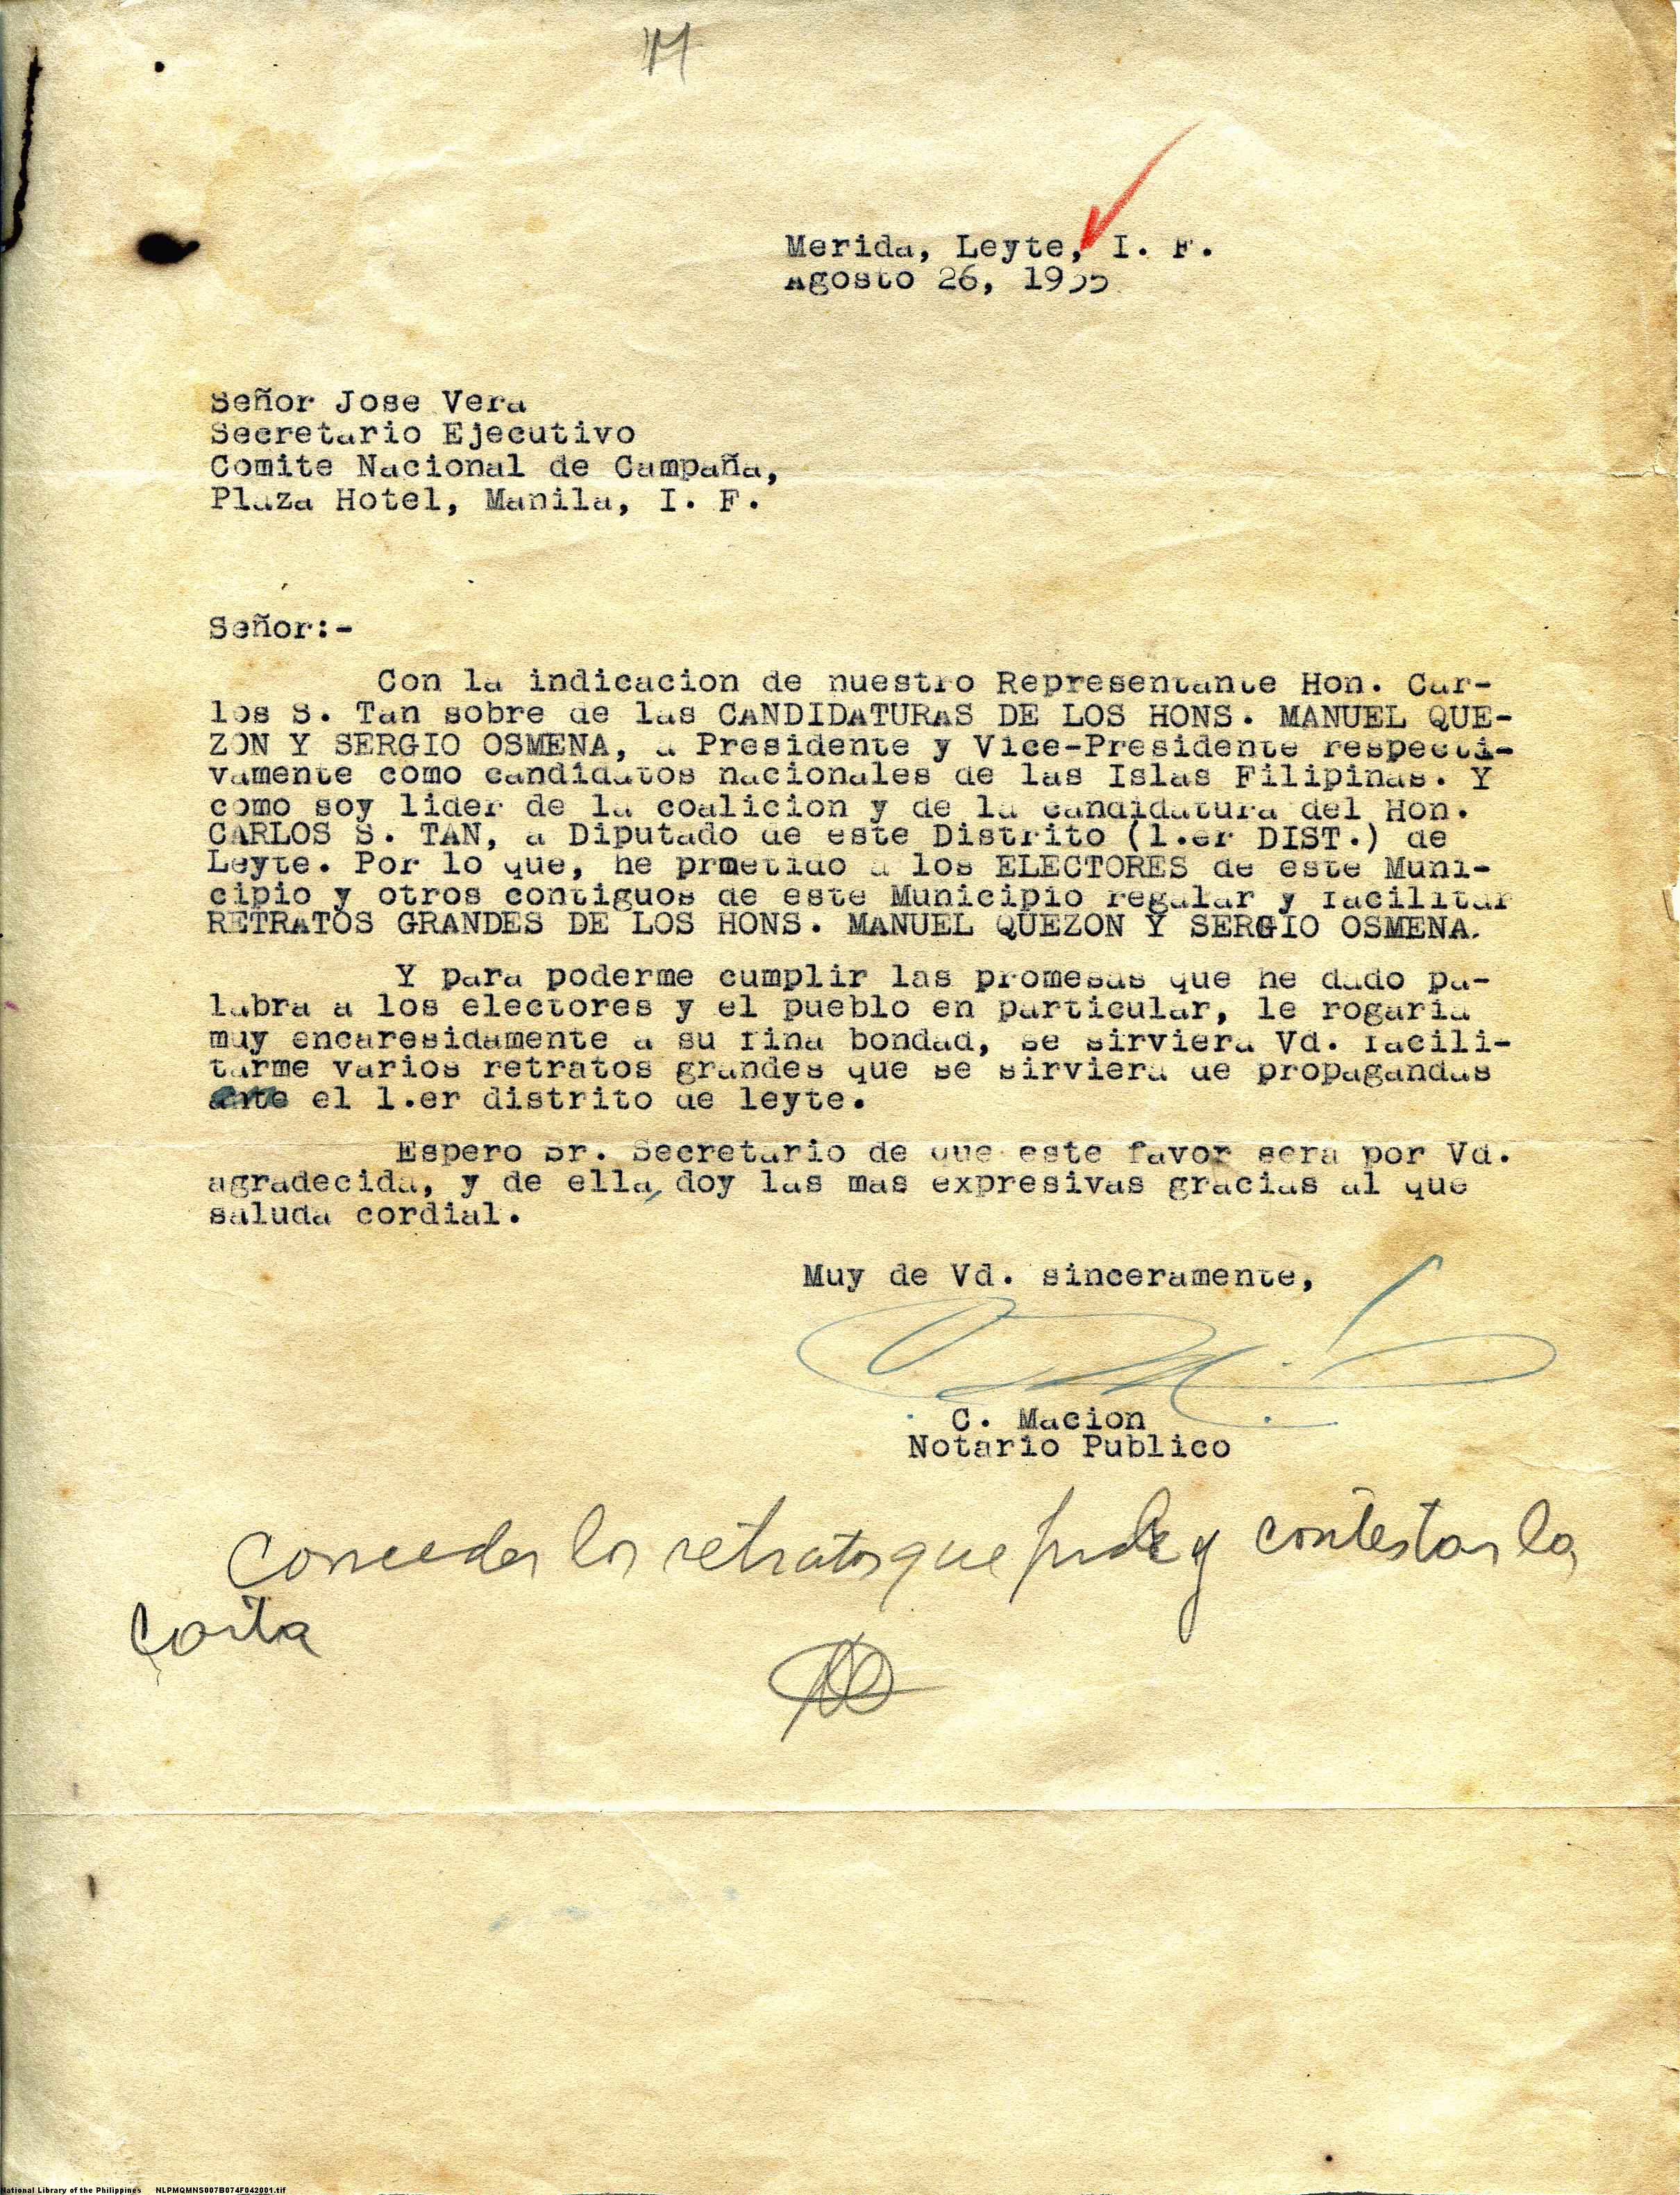 Merida, Leyte, I. F.
Agosto 26, 1935
Señor Jose Vera
Secretario Ejecutivo
Comite Nacional de Campaña,
Plaza Hotel, Manila, I. F.
Señor:-
Con la indicacion de nuestro Representante Hon. Car-
los S. Tan sobre de las CANDIDATURAS DE LOS HONS. MANUEL QUE-
ZON Y SERGIO OSMENA, a Presidente y Vice-Presidente respecti-
vamente como candidatos nacionales de las Islas Filipinas. Y
como soy lider de la coalicion y de la candidatura del Hon.
CARLOS S. TAN, a Diputado de este Distrito (1.er DIST.) de
Leyte. Por lo que, he prmetido a los ELECTORES de este Muni-
cipio y otros contiguos de este Municipio regalar y facilitar
RETRATOS GRANDES DE LOS HONS. MANUEL QUEZON Y SERGIO OSMENA.
Y para poderme cumplir las promesas que he dado pa-
labra a los electores y el pueblo en particular, le rogaria
muy encaresidamente a su fina bondad, se sirviera Vd. facili-
tarme varios retratos grandes que se sirviera de propagandas
el 1.er distrito de leyte.
Espero Sr. Secretario de que este favor sera por Vd.
agradecida, y de ella, doy las mas expresivas gracias al que
saluda cordial.
Muy de Vd. sinceramente,
C. Macion
Notario Publico
Conceder los retratos que pide y contestar la
carta
National Library of the Philippines NLPMQMNS007B074F042001.tif